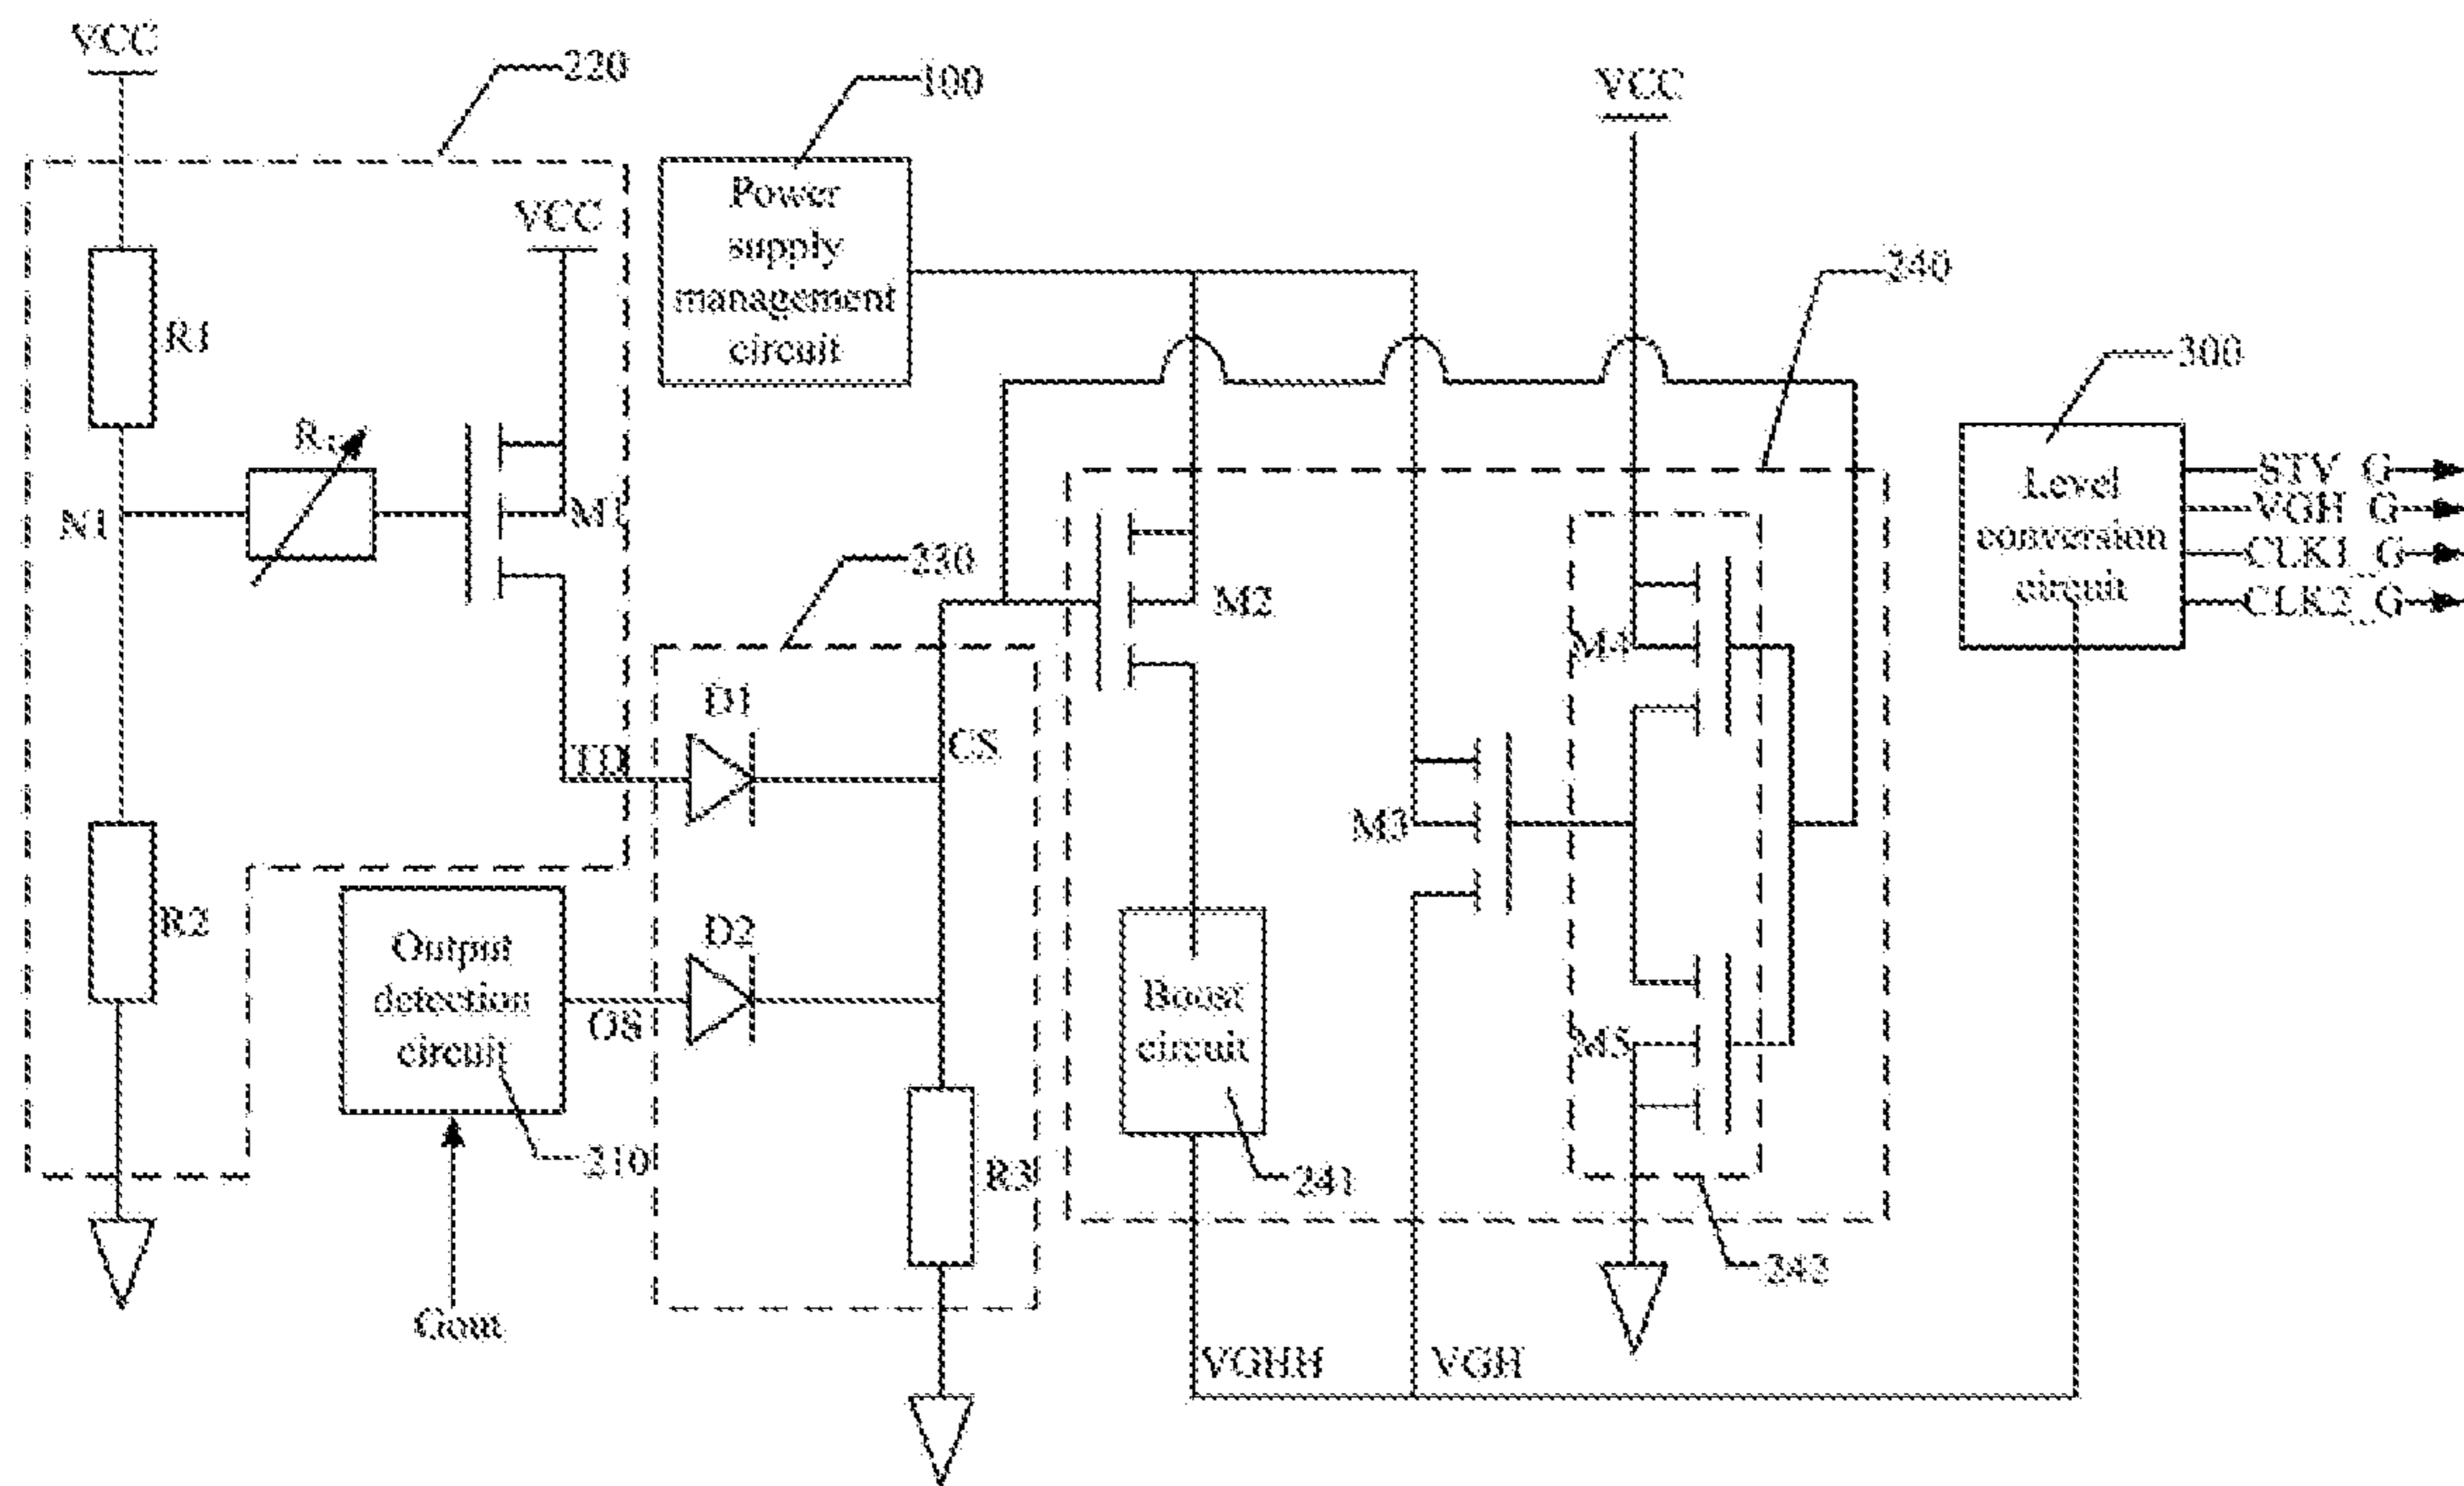 VCC
220
100
VCC
VCC
Power
supply
management
circuit
240
300
R1
M1
N1
Level
conversion
circuit
STV_G
VGH_G
CLK1_G
CLK2_G
230
M2
M4
D1
TD
CS
M3
R2
D2
Output
detection
circuit
OS
Boost
circuit
M5
210
R3
241
242
Gout
VGHH
VGH